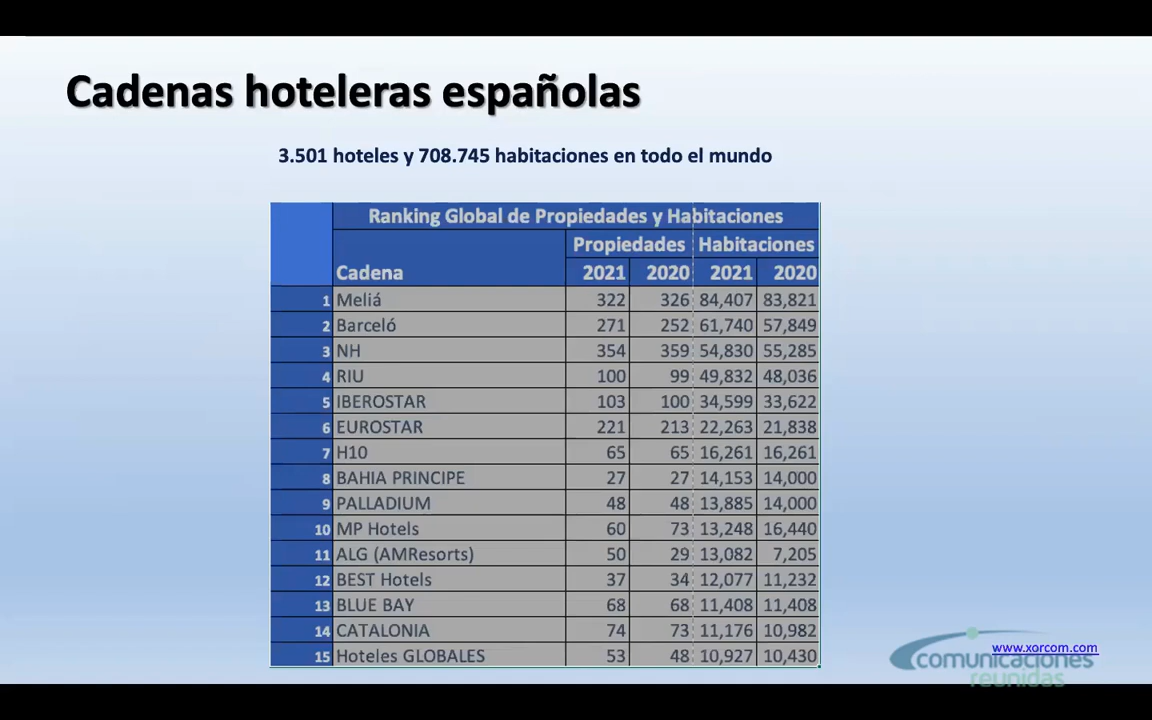 Cadenas hoteleras españolas
3.501 hoteles y 708.745 habitaciones en todo el mundo
Ranking Global de Propiedades y Habitaciones
Propiedades Habitaciones
Cadena 2021 2020 2021 2020
1 Meliá 322 326 84,407 83,821
2 Barceló 271 252 61,740 57,849
3 NH 354 359 54,830 55,285
4 RIU 100 99 49,832 48,036
5 IBEROSTAR 103 100 34,599 33,622
6 EUROSTAR 221 213 22,263 21,838
7 H10 65 65 16,261 16,261
8 BAHIA PRINCIPE 27 27 14,153 14,000
9 PALLADIUM 48 48 13,885 14,000
10 MP Hotels 60 73 13,248 16,440
11 ALG (AMResorts) 50 29 13,082 7,205
12 BEST Hotels 37 34 12,077 11,232
13 BLUE BAY 68 68 11,408 11,408
14 CATALONIA 74 73 11,176 10,982
15 Hoteles GLOBALES 53 48 10,927 10,430
www.xorcom.com
comunicaciones
reunidas